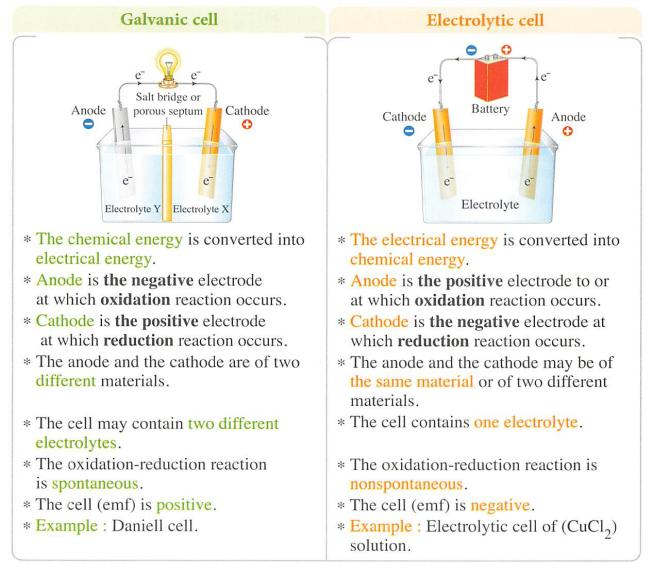 Galvanic cell
e⁻ e⁻
Salt bridge or
porous septum
Anode
Cathode
e⁻
e⁻
Electrolyte Y
Electrolyte X
* The chemical energy is converted into
electrical energy.
* Anode is the negative electrode
at which oxidation reaction occurs.
* Cathode is the positive electrode
at which reduction reaction occurs.
* The anode and the cathode are of two
different materials.
* The cell may contain two different
electrolytes.
* The oxidation-reduction reaction
is spontaneous.
* The cell (emf) is positive.
* Example : Daniell cell.
Electrolytic cell
e⁻
e⁻
Battery
Cathode
Anode
e⁻
e⁻
Electrolyte
* The electrical energy is converted into
chemical energy.
* Anode is the positive electrode to or
at which oxidation reaction occurs.
* Cathode is the negative electrode at
which reduction reaction occurs.
* The anode and the cathode may be of
the same material or of two different
materials.
* The cell contains one electrolyte.
* The oxidation-reduction reaction is
nonspontaneous.
* The cell (emf) is negative.
* Example : Electrolytic cell of (CuCl₂)
solution.